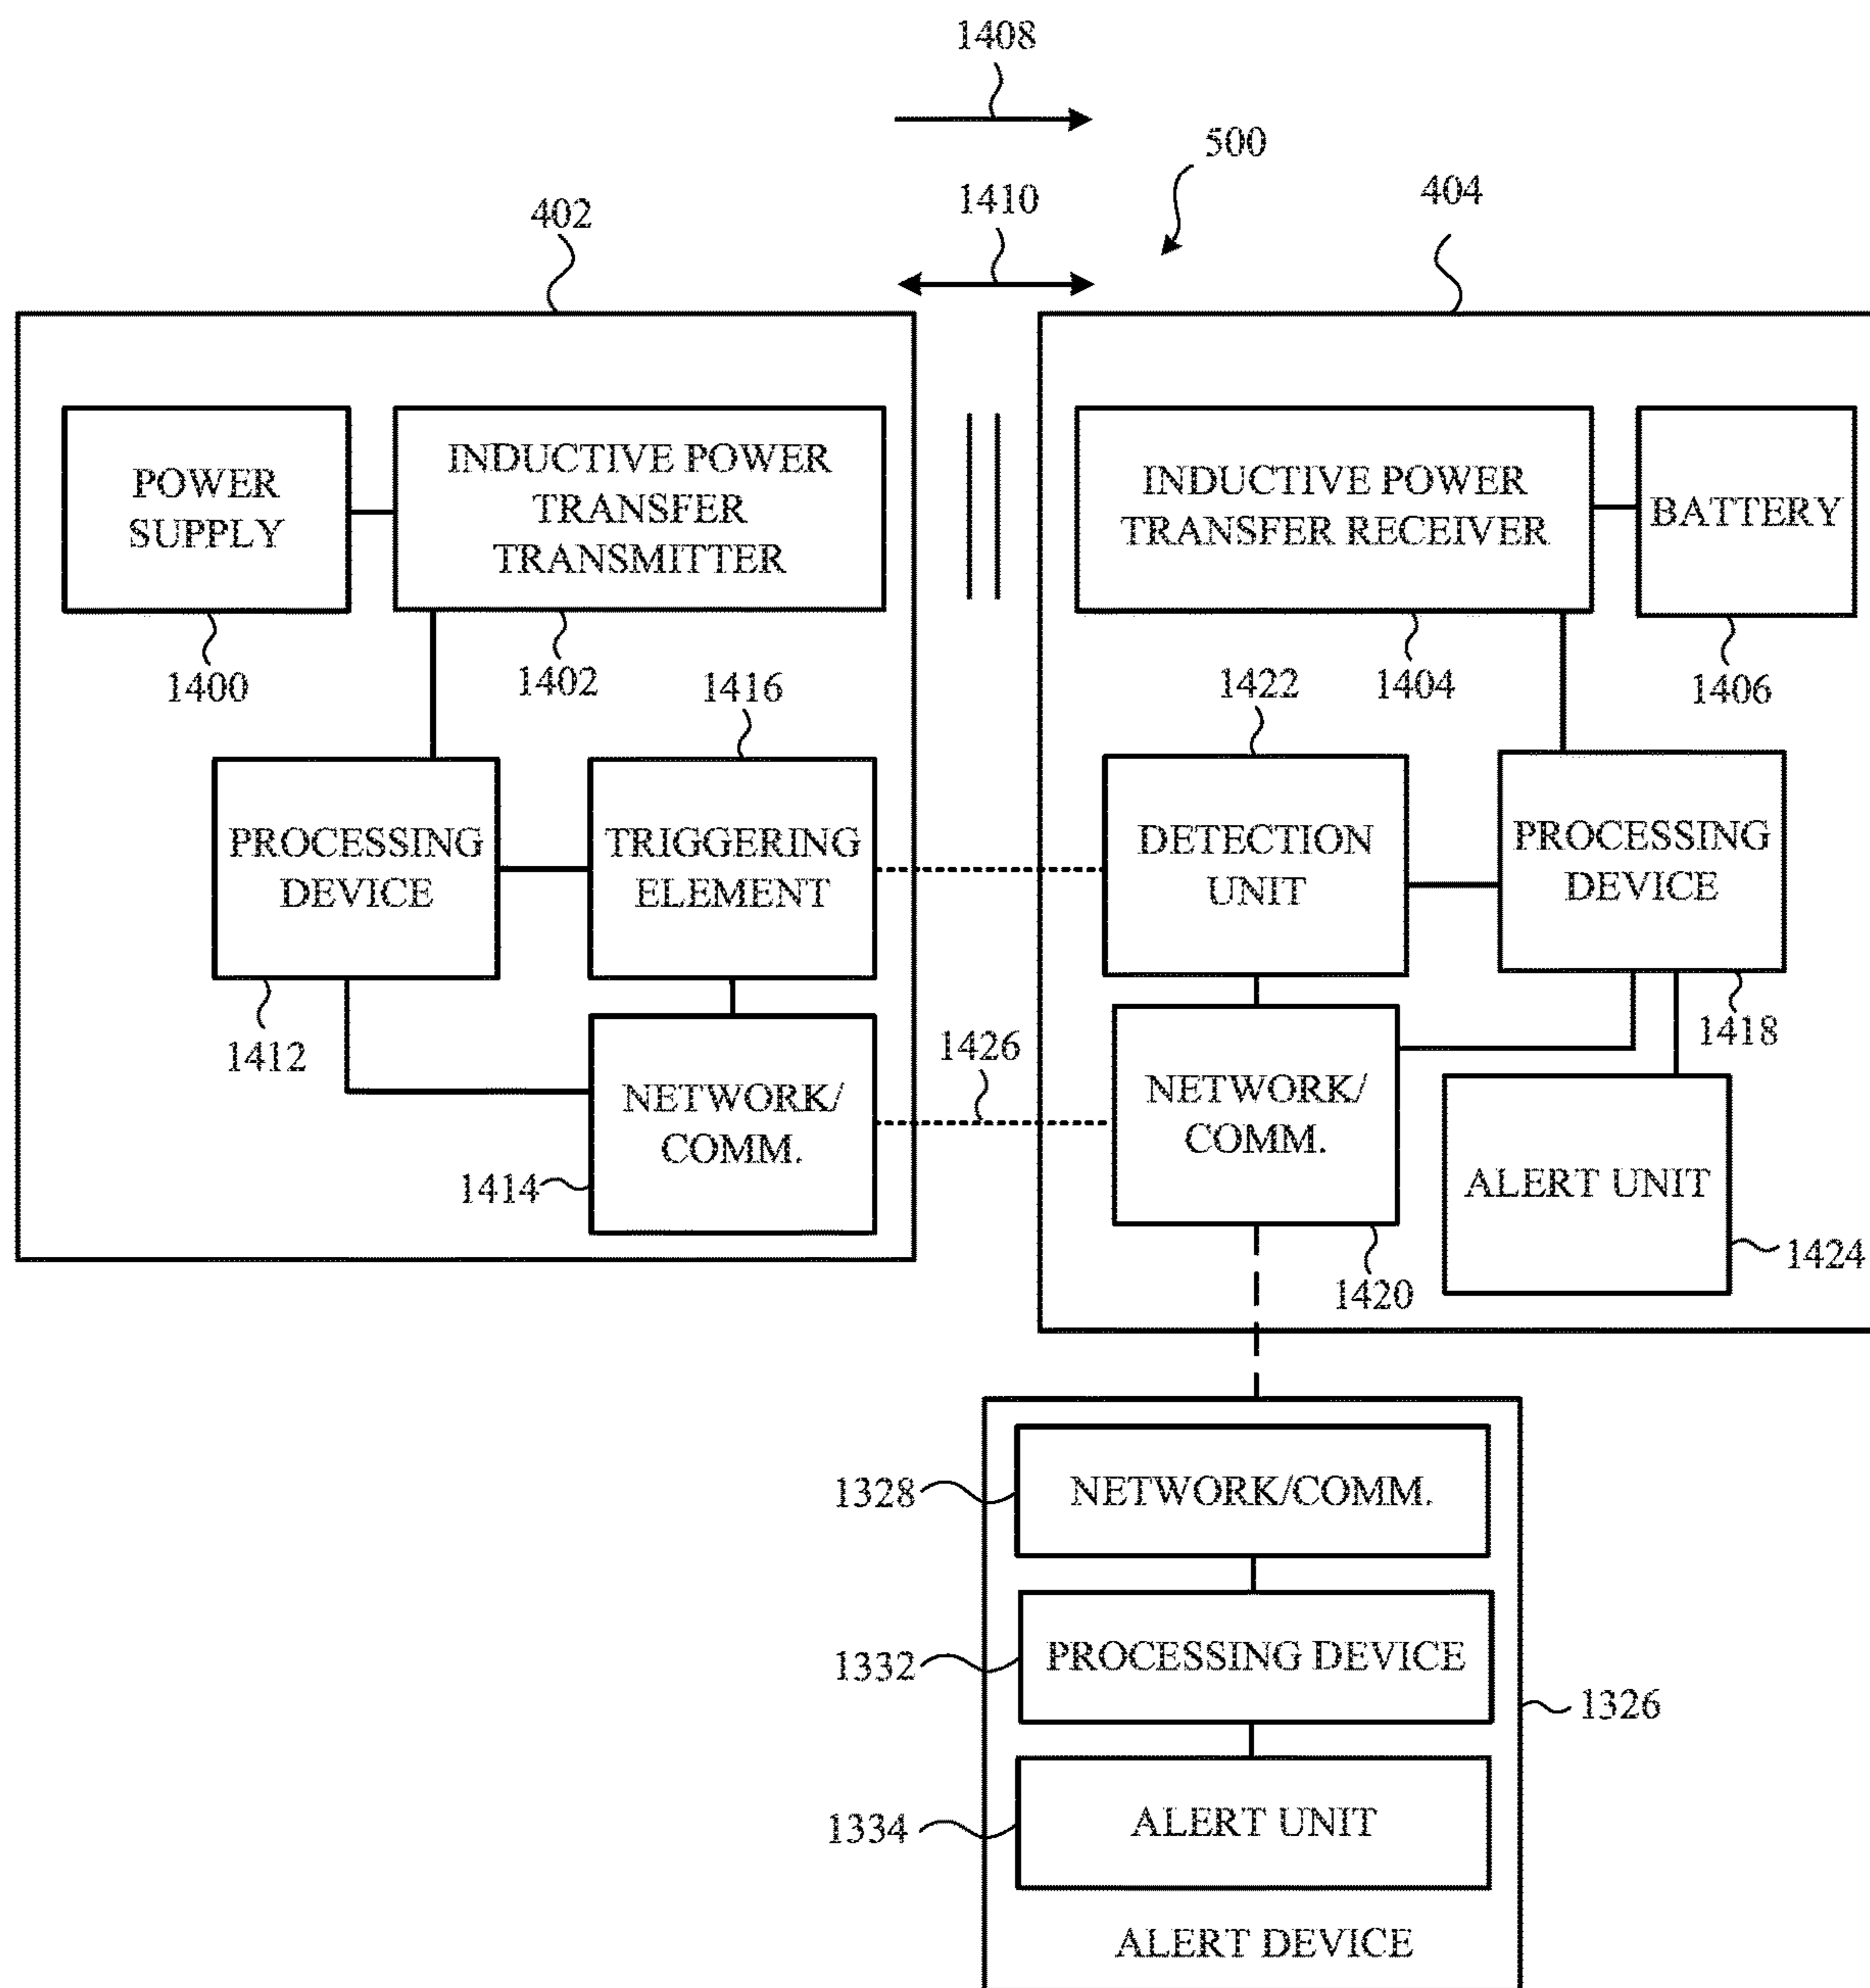 1408
500
1410
402
404
POWER
SUPPLY
INDUCTIVE POWER
TRANSFER
TRANSMITTER
INDUCTIVE POWER
TRANSFER RECEIVER
BATTERY
1400
1402
1416
1422
1404
1406
PROCESSING
DEVICE
TRIGGERING
ELEMENT
DETECTION
UNIT
PROCESSING
DEVICE
1412
1426
1418
NETWORK/
COMM.
1414
NETWORK/
COMM.
ALERT UNIT
1420
1424
1328
NETWORK/COMM.
1332
PROCESSING DEVICE
1326
1334
ALERT UNIT
ALERT DEVICE